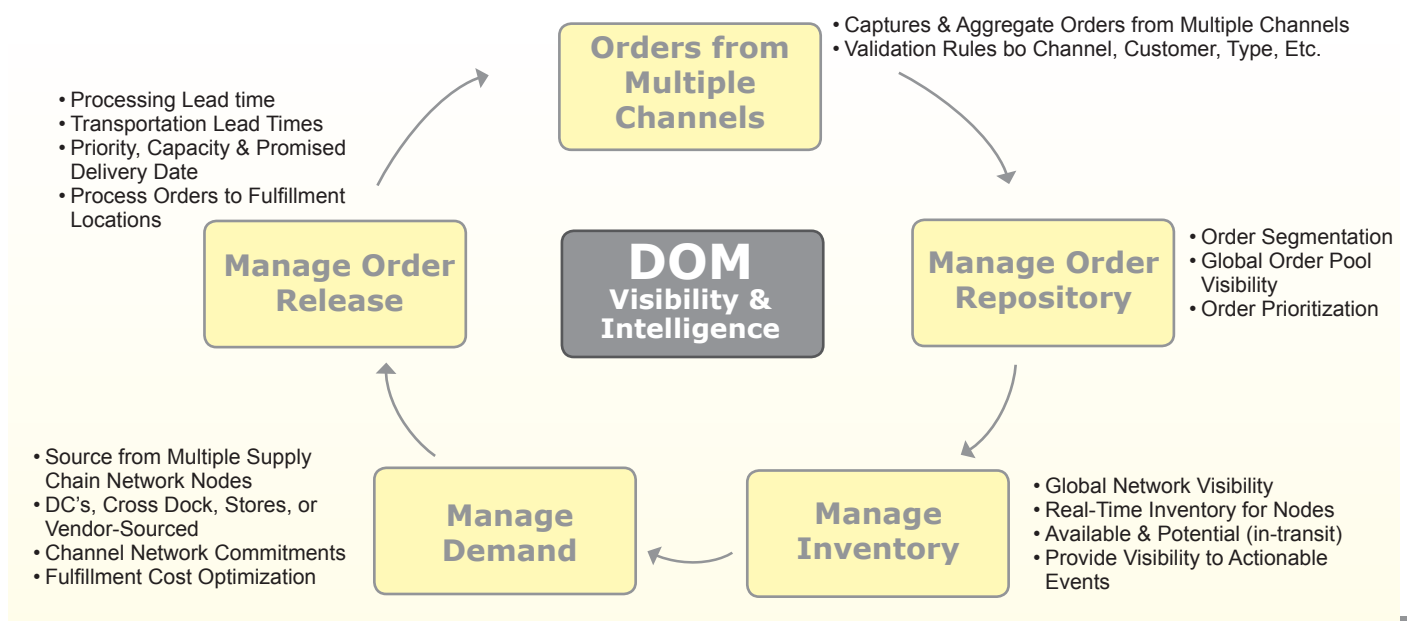 Orders from
Multiple
Channels
• Captures & Aggregate Orders from Multiple Channels
• Validation Rules bo Channel, Customer, Type, Etc.
• Processing Lead time
• Transportation Lead Times
• Priority, Capacity & Promised
Delivery Date
• Process Orders to Fulfillment
Locations
Manage Order
Release
DOM
Visibility &
Intelligence
Manage Order
Repository
• Order Segmentation
• Global Order Pool
Visibility
• Order Prioritization
• Source from Multiple Supply
Chain Network Nodes
• DC's, Cross Dock, Stores, or
Vendor-Sourced
• Channel Network Commitments
• Fulfillment Cost Optimization
Manage
Demand
Manage
Inventory
• Global Network Visibility
• Real-Time Inventory for Nodes
• Available & Potential (in-transit)
• Provide Visibility to Actionable
Events